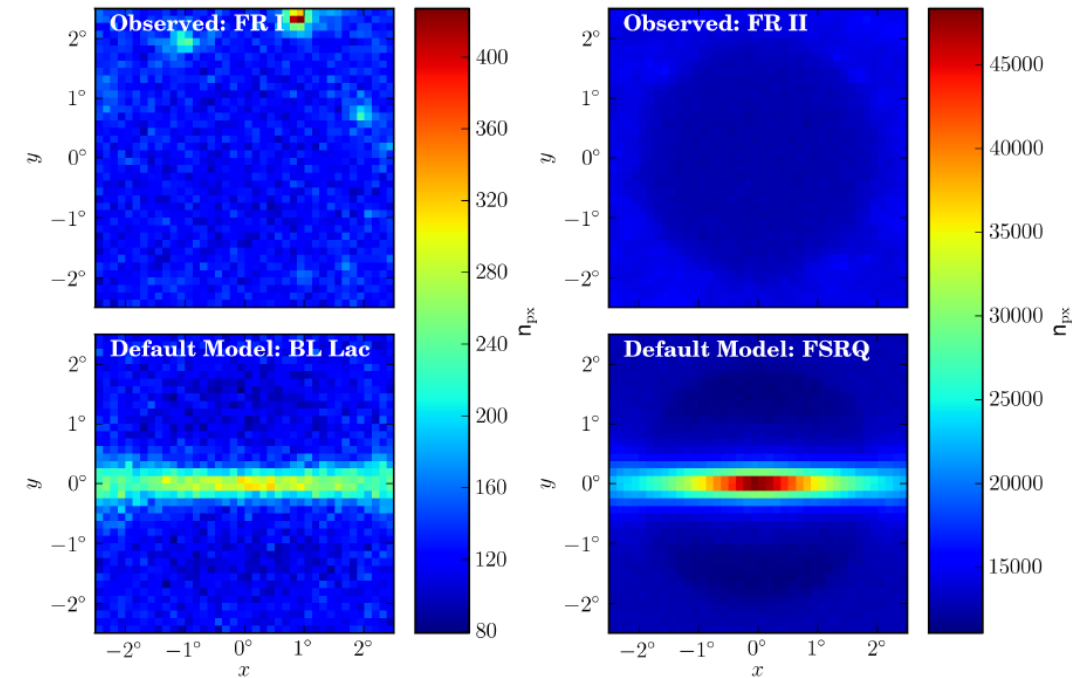 Observed: FR I
Observed: FR II
2°
1°
0°
−1°
−2°
y
400
360
320
280
240
200
160
120
80
n_px
2°
1°
0°
−1°
−2°
y
45000
40000
35000
30000
25000
20000
15000
n_px
Default Model: BL Lac
Default Model: FSRQ
2°
1°
0°
−1°
−2°
y
−2° −1° 0° 1° 2°
x
2°
1°
0°
−1°
−2°
y
−2° −1° 0° 1° 2°
x